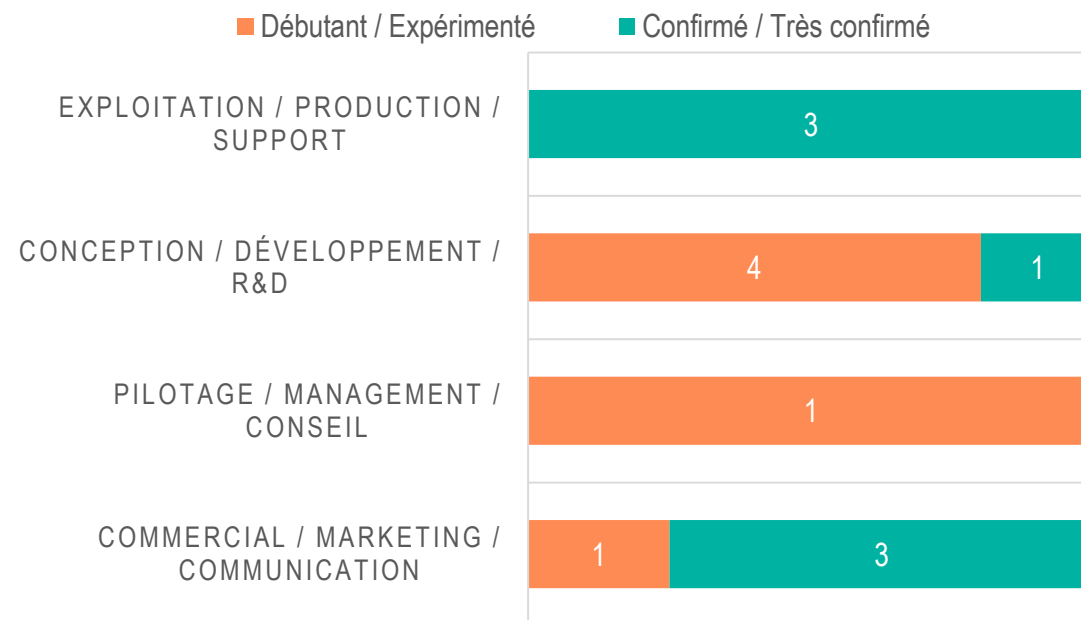 Débutant / Expérimenté Confirmé / Très confirmé
EXPLOITATION / PRODUCTION /
SUPPORT
3
CONCEPTION / DÉVELOPPEMENT /
R&D
4 1
PILOTAGE / MANAGEMENT /
CONSEIL
1
COMMERCIAL / MARKETING /
COMMUNICATION
1 3